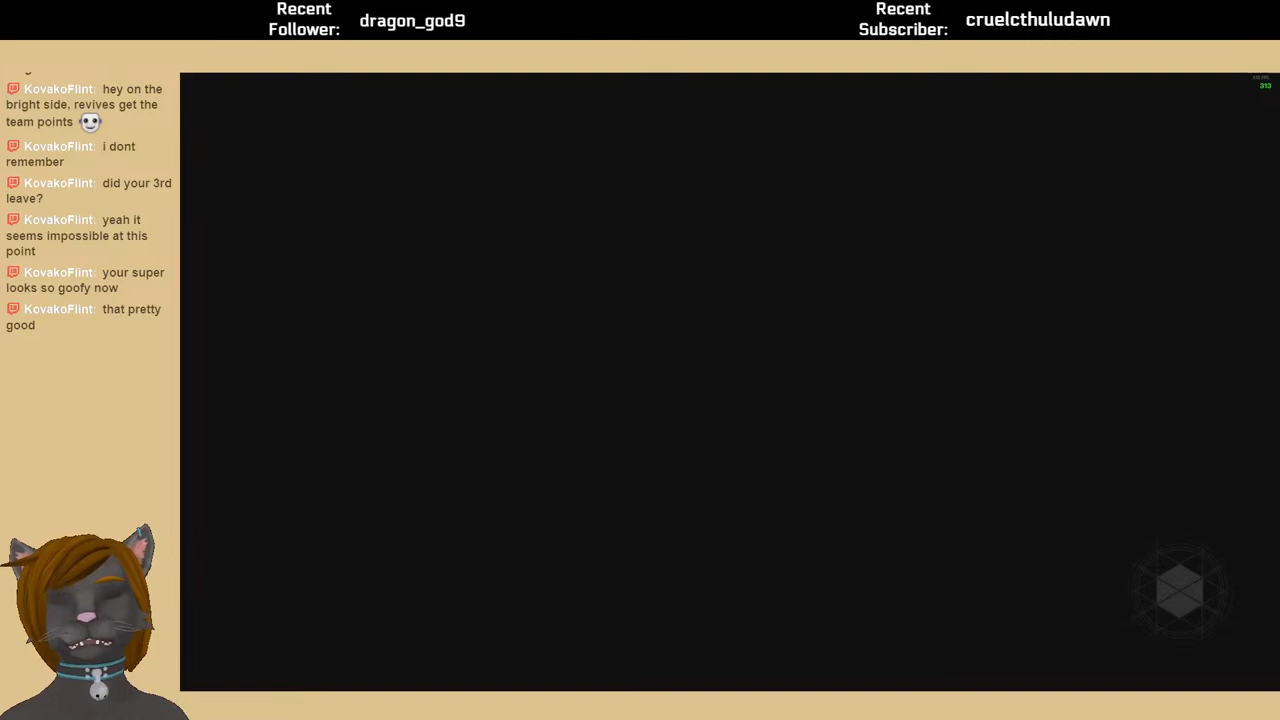 Recent
Follower:
dragon_god9
Recent
Subscriber:
cruelcthuludawn
KovakoFlint: hey on the
bright side, revives get the
team points
KovakoFlint: i dont
remember
KovakoFlint: did your 3rd
leave?
KovakoFlint: yeah it
seems impossible at this
point
KovakoFlint: your super
looks so goofy now
KovakoFlint: that pretty
good
313